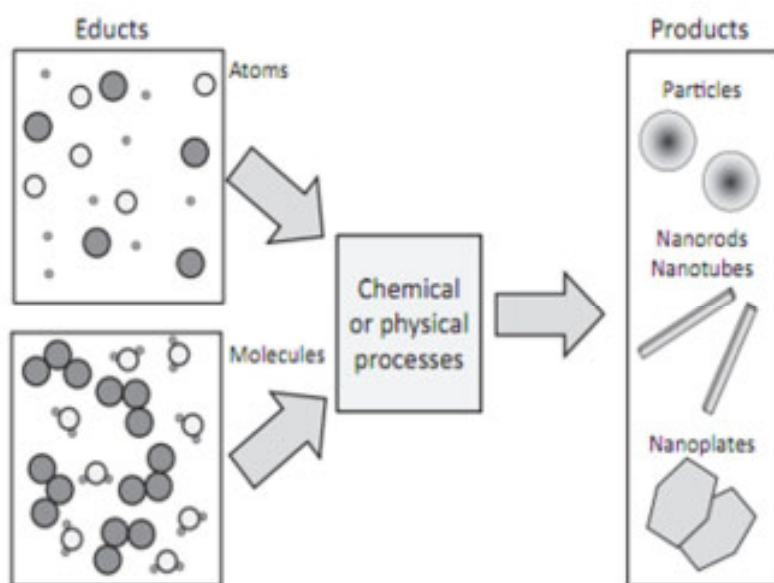 Educts
Atoms
Molecules
Chemical
or physical
processes
Products
Particles
Nanorods
Nanotubes
Nanoplates